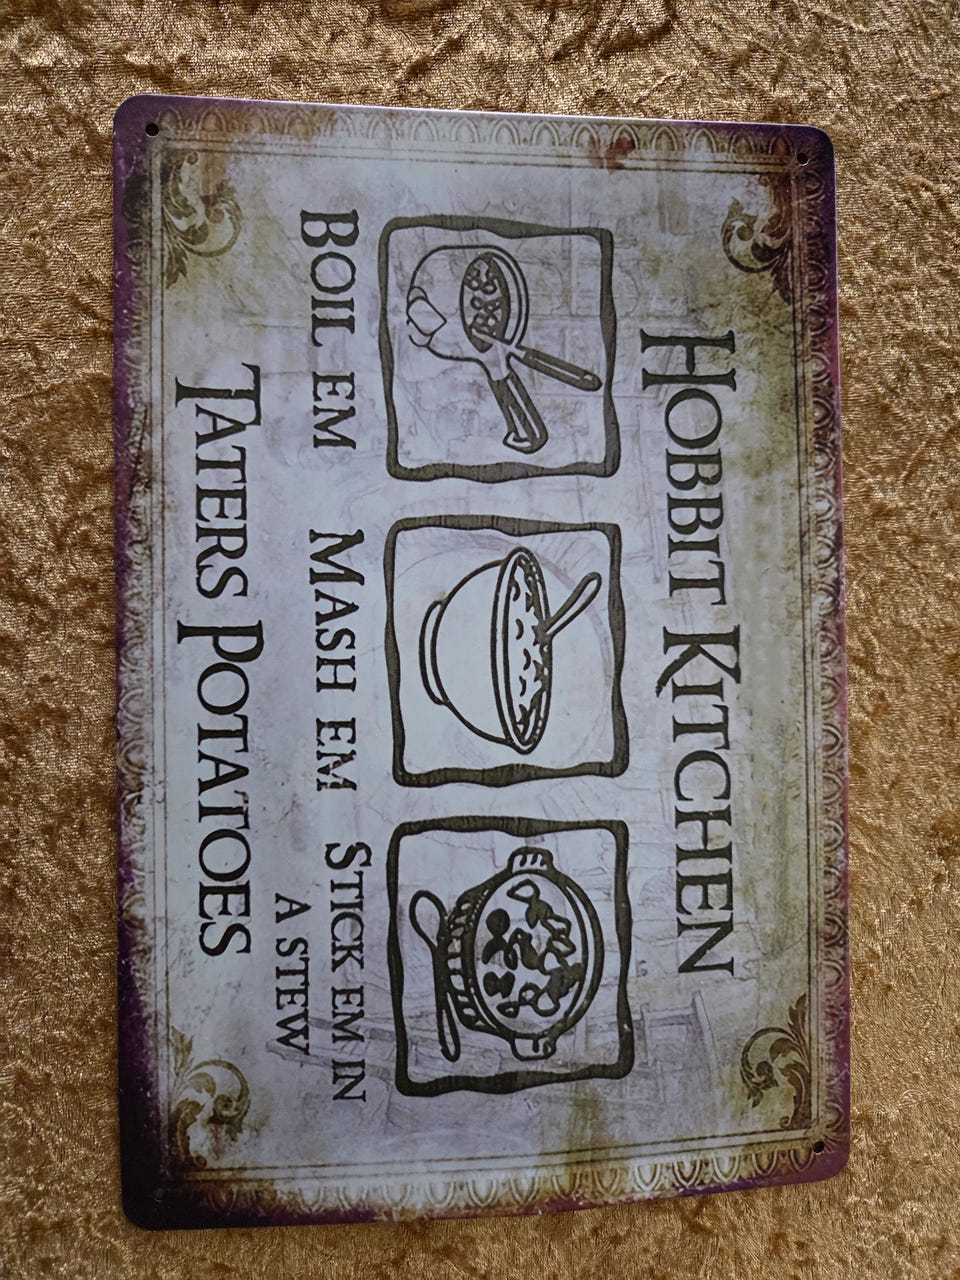 HOBBIT KITCHEN
BOIL EM
MASH EM
STICK EM IN
A STEW
TATERS POTATOES